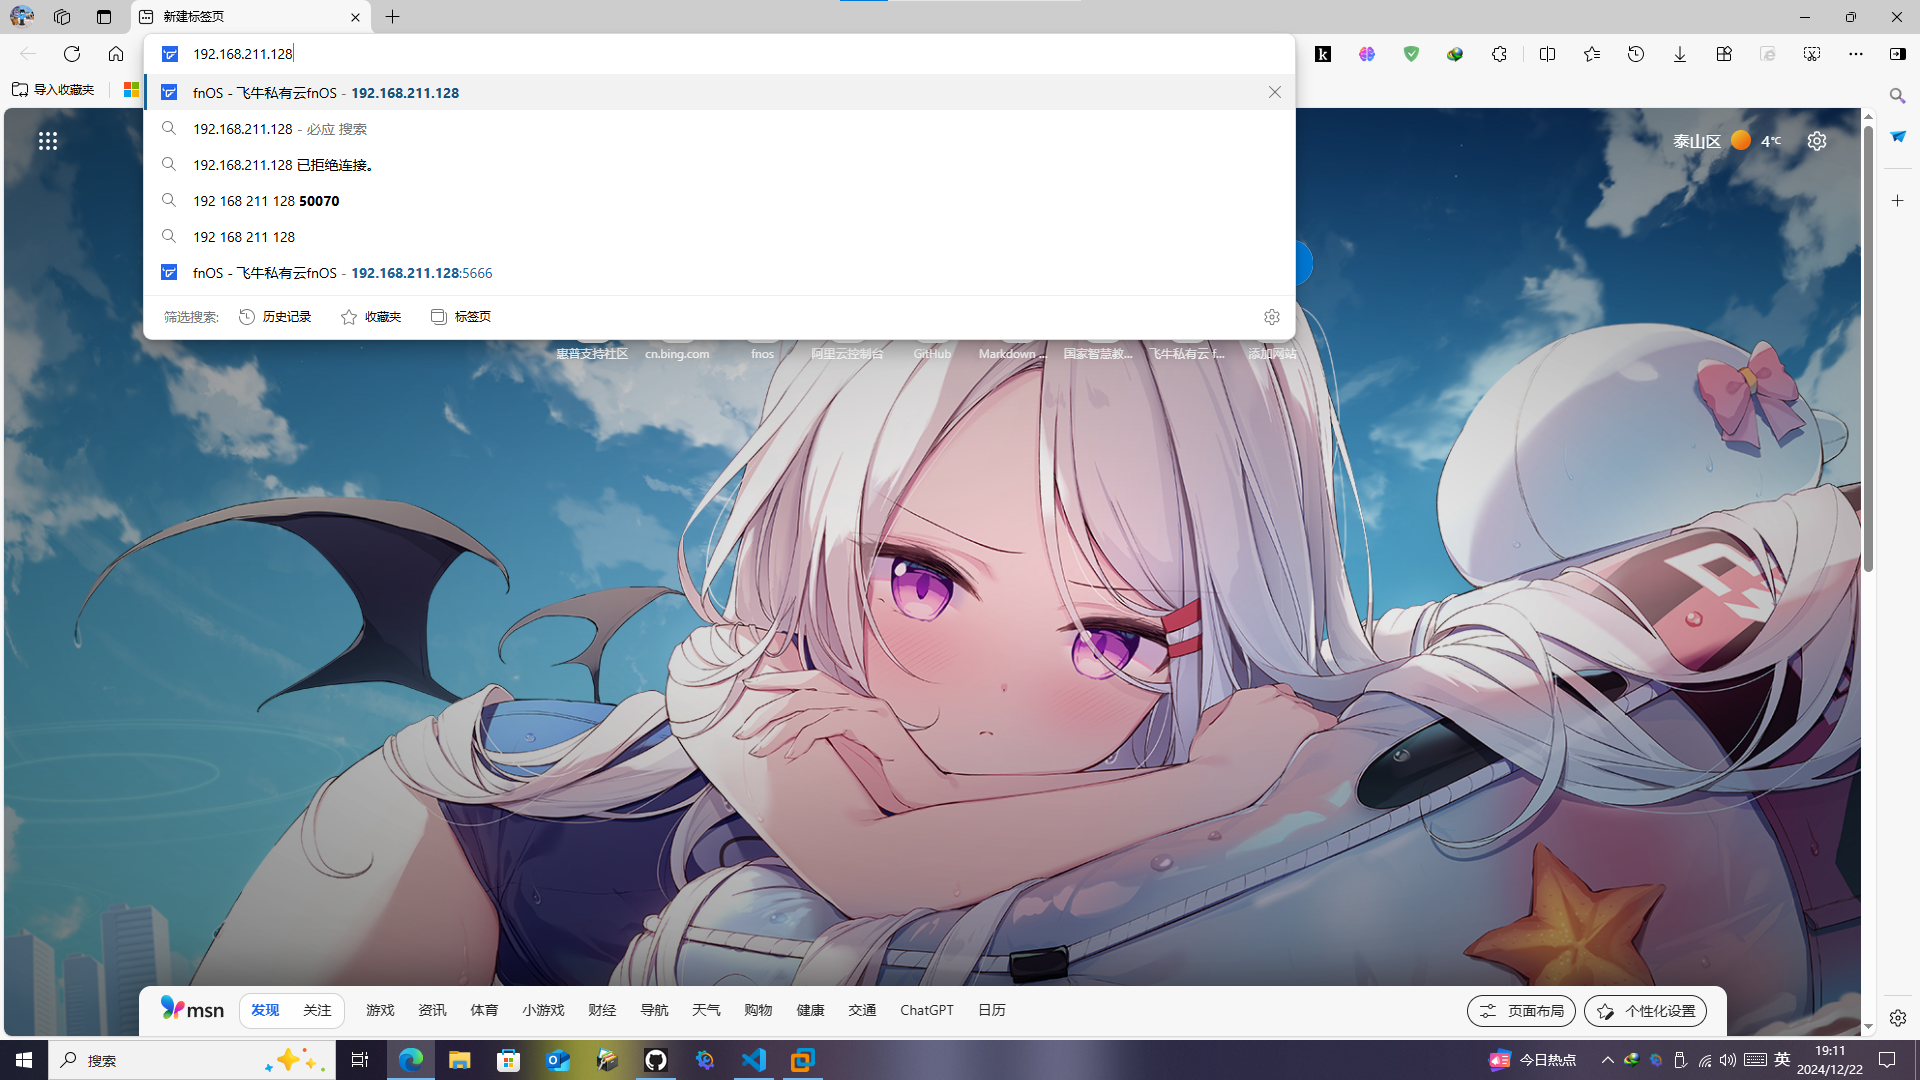 新建标签页
192.168.211.128
导入收藏夹
fnOS - 飞牛私有云fnOS - 192.168.211.128
192.168.211.128 - 必应 搜索
192.168.211.128 已拒绝连接。
192 168 211 128 50070
192 168 211 128
fnOS - 飞牛私有云fnOS - 192.168.211.128:5666
筛选搜索: 历史记录 收藏夹 标签页
泰山区 4℃
惠普支持社区 cn.bing.com fnos 阿里云控制台 GitHub Markdown ... 国家智慧教... 飞牛私有云 f... 添加网站
msn 发现 关注 游戏 资讯 体育 小游戏 财经 导航 天气 购物 健康 交通 ChatGPT 日历 页面布局 个性化设置
搜索 今日热点 英 19:11
2024/12/22